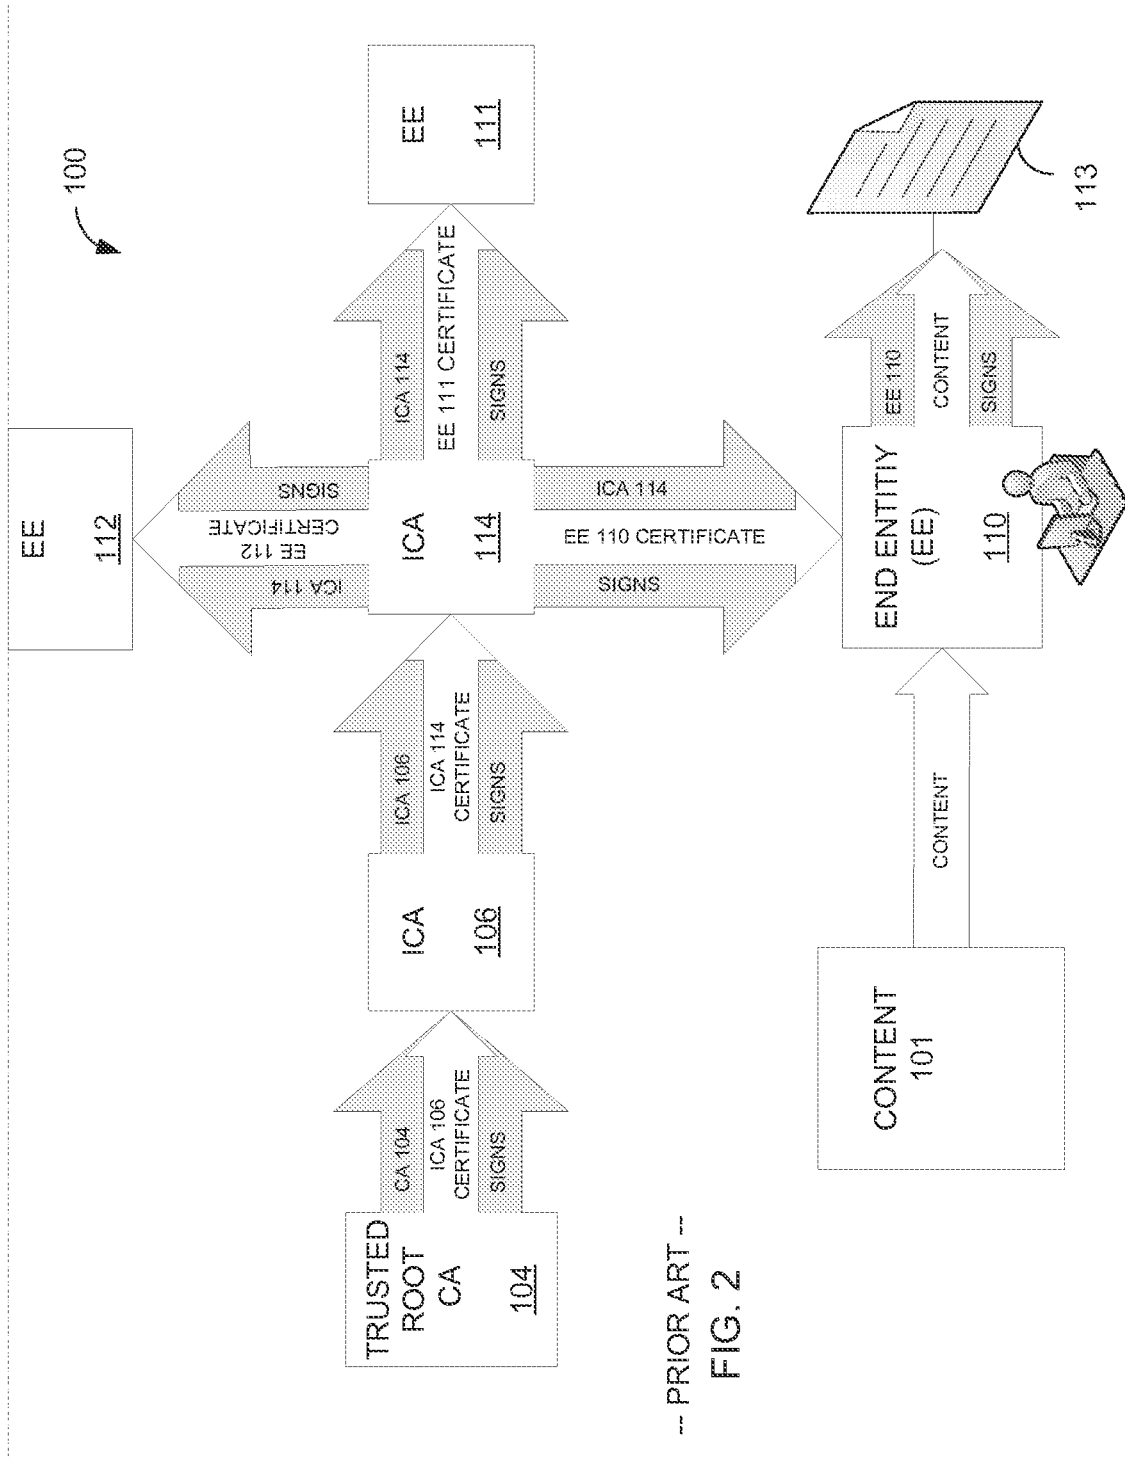 100
EE
112
SIGNS
EE 112
CERTIFICATE
ICA 114
TRUSTED
ROOT
CA
104
CA 104
ICA 106
CERTIFICATE
SIGNS
ICA
106
ICA 106
ICA 114
CERTIFICATE
SIGNS
ICA
114
ICA 114
EE 111 CERTIFICATE
SIGNS
EE
111
ICA 114
EE 110 CERTIFICATE
SIGNS
CONTENT
101
CONTENT
END ENTITIY
(EE)
110
EE 110
CONTENT
SIGNS
113
-- PRIOR ART --
FIG. 2